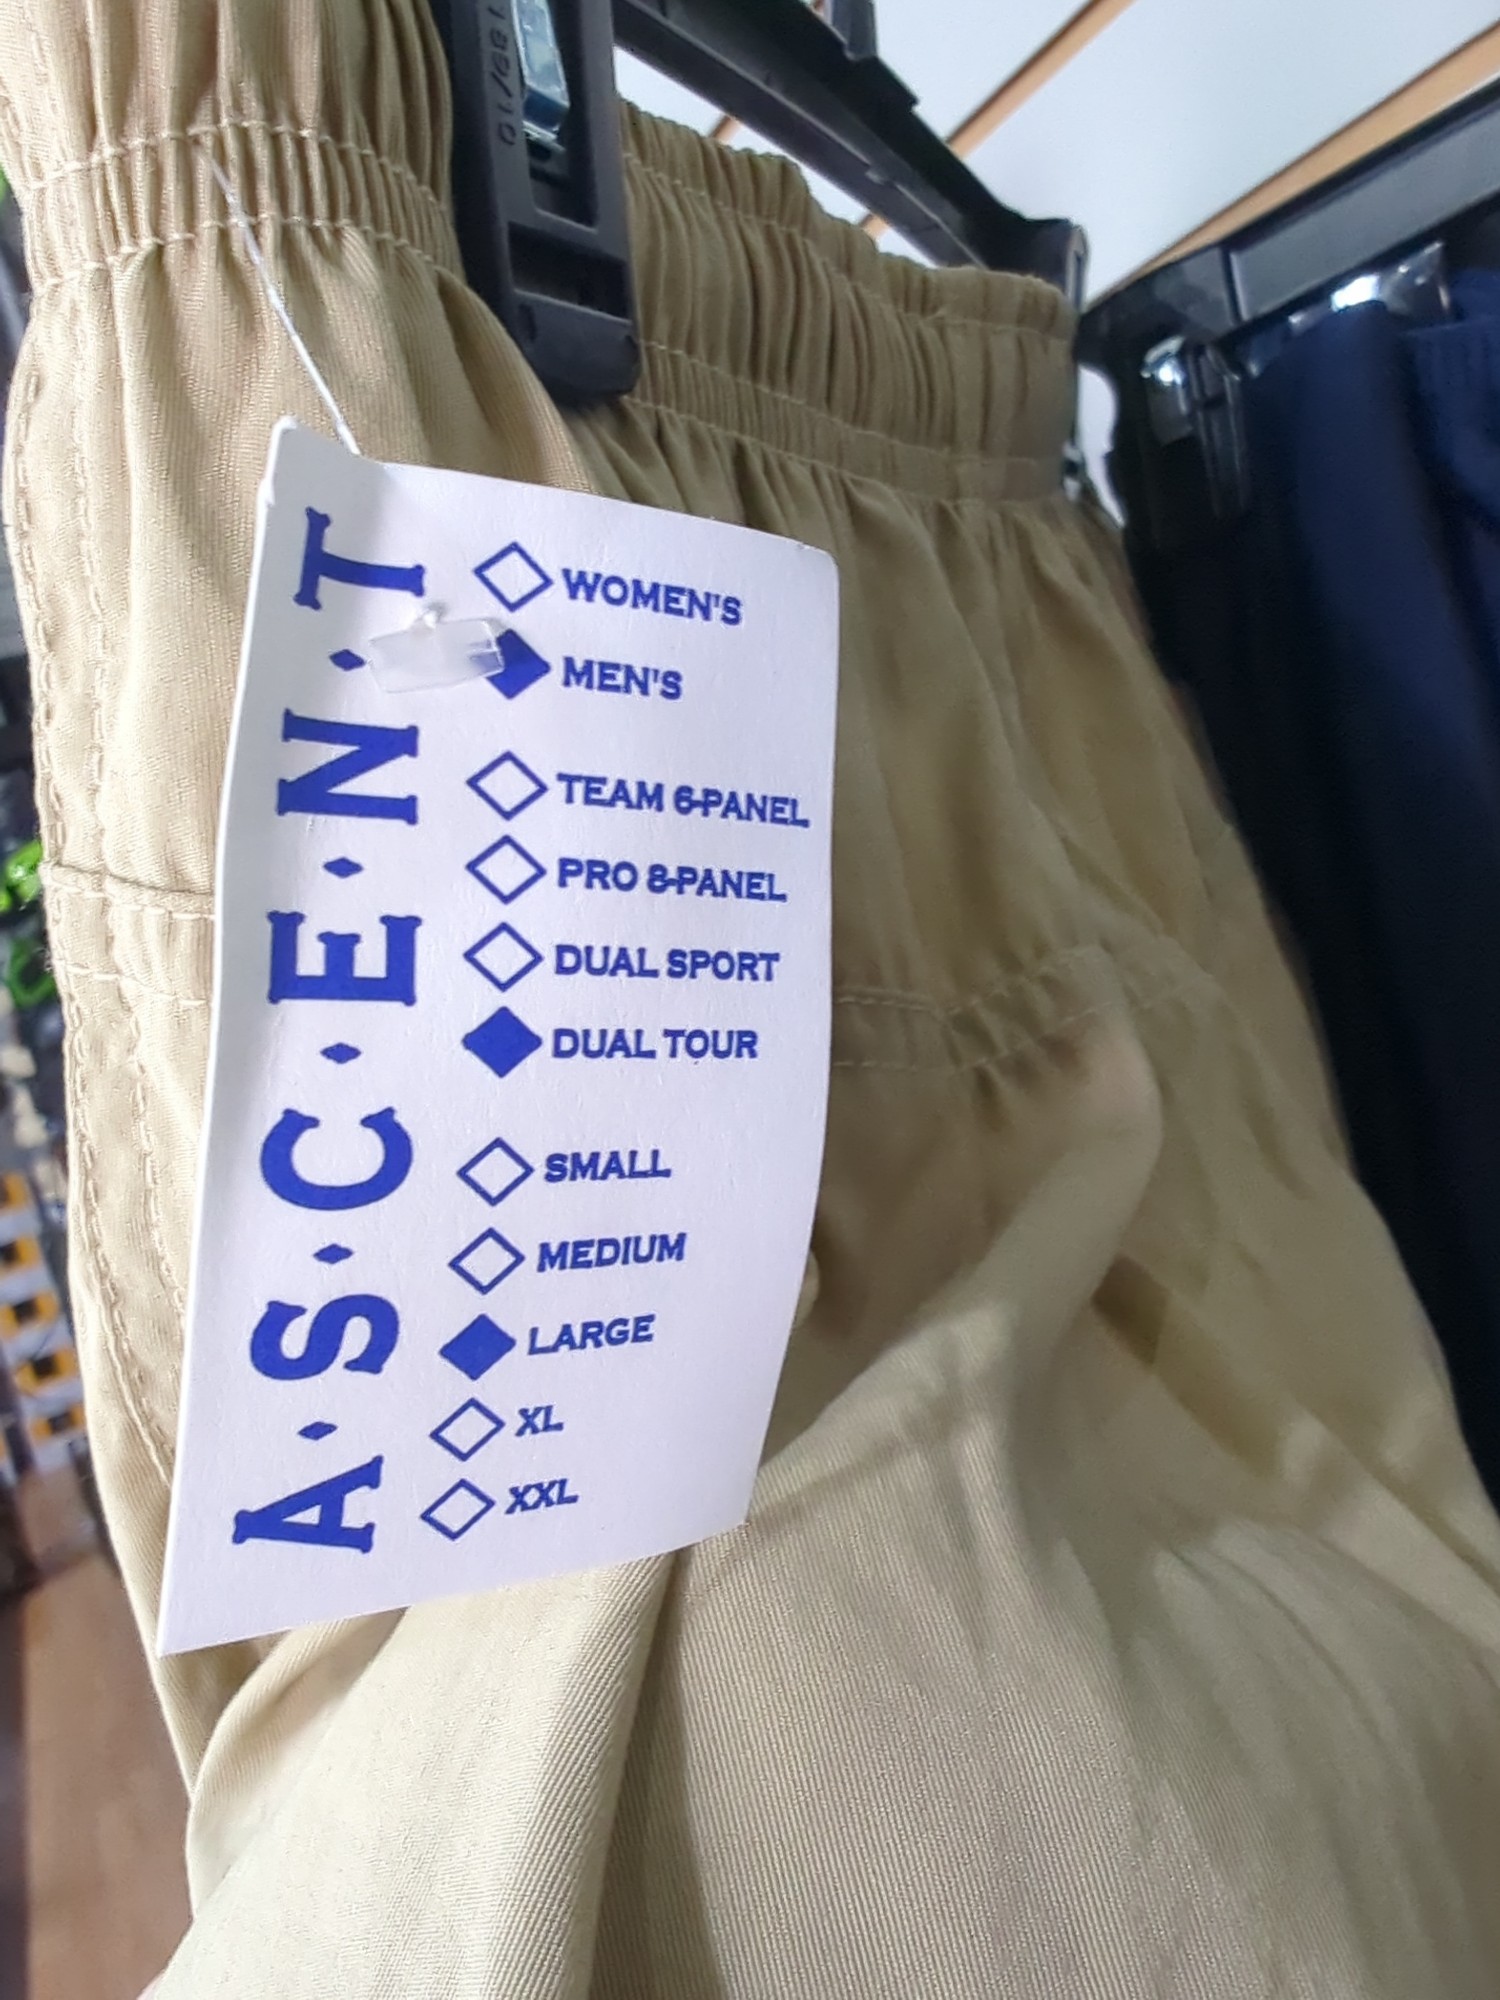 A·S·C·E·N·T
WOMEN'S
MEN'S
TEAM 6-PANEL
PRO 8-PANEL
DUAL SPORT
DUAL TOUR
SMALL
MEDIUM
LARGE
XL
XXL